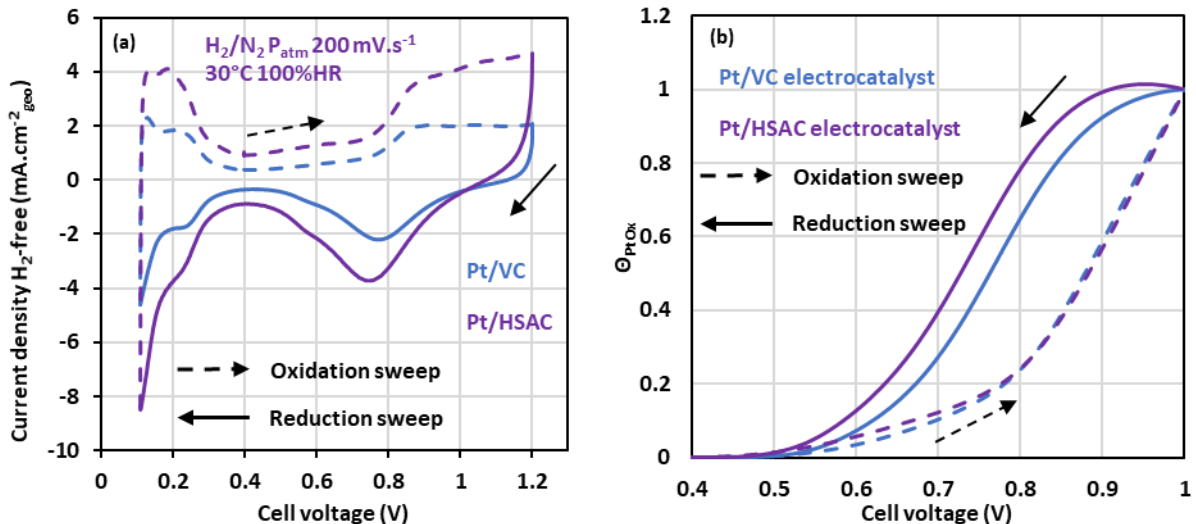 (a)
H₂/N₂ Pₐₜₘ 200 mV.s⁻¹
30°C 100%HR
Pt/VC
Pt/HSAC
Oxidation sweep
Reduction sweep
6
4
2
0
-2
-4
-6
-8
-10
0
0.2
0.4
0.6
0.8
1
1.2
Cell voltage (V)
Current density H₂-free (mA.cm⁻²geo)
(b)
Pt/VC electrocatalyst
Pt/HSAC electrocatalyst
Oxidation sweep
Reduction sweep
1.2
1
0.8
0.6
0.4
0.2
0
0.4
0.5
0.6
0.7
0.8
0.9
1
Cell voltage (V)
ΘPtOx